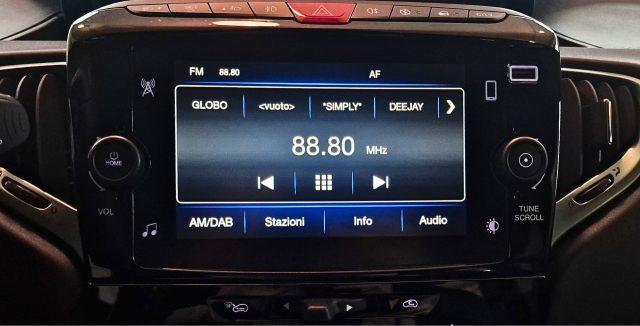 FM 88.80 AF
GLOBO <vuoto> "SIMPLY" DEEJAY
88.80 MHz
HOME
VOL
TUNE
SCROLL
AM/DAB Stazioni Info Audio